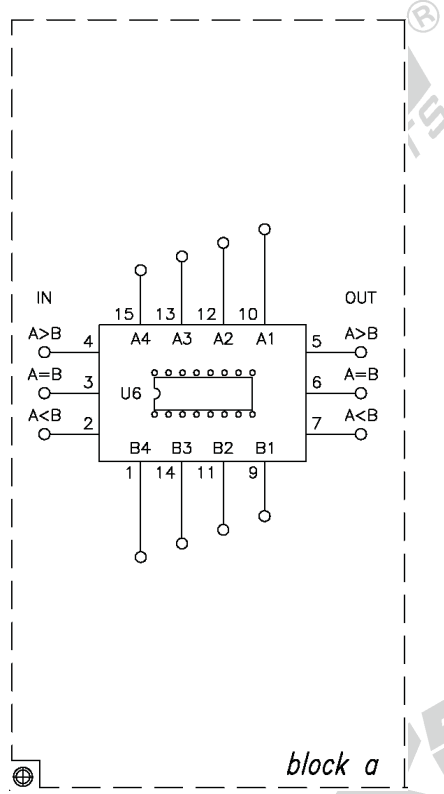 ®
TS
IN
OUT
15 13 12 10
A4 A3 A2 A1
A>B 4
5 A>B
A=B 3
U6
6 A=B
A<B 2
7 A<B
B4 B3 B2 B1
1 14 11 9
block a